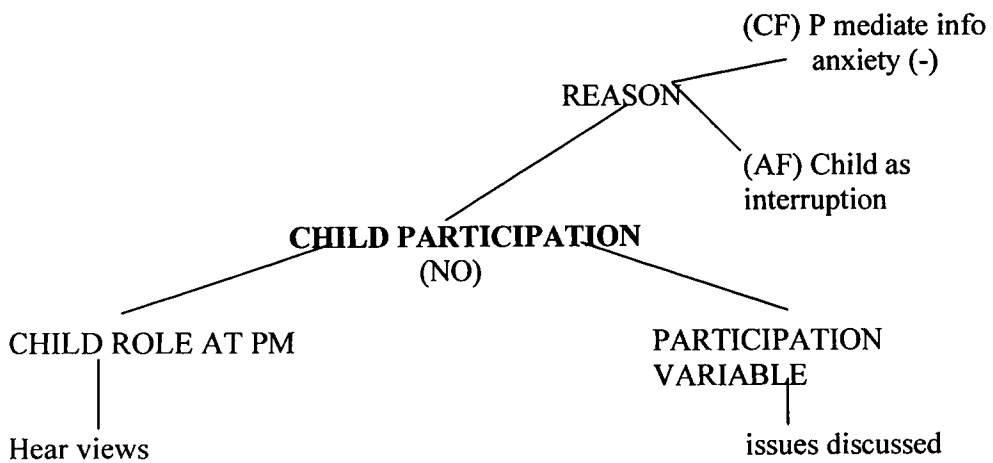 (CF) P mediate info
anxiety (-)
REASON
(AF) Child as
interruption
CHILD PARTICIPATION
(NO)
CHILD ROLE AT PM
PARTICIPATION
VARIABLE
Hear views
issues discussed